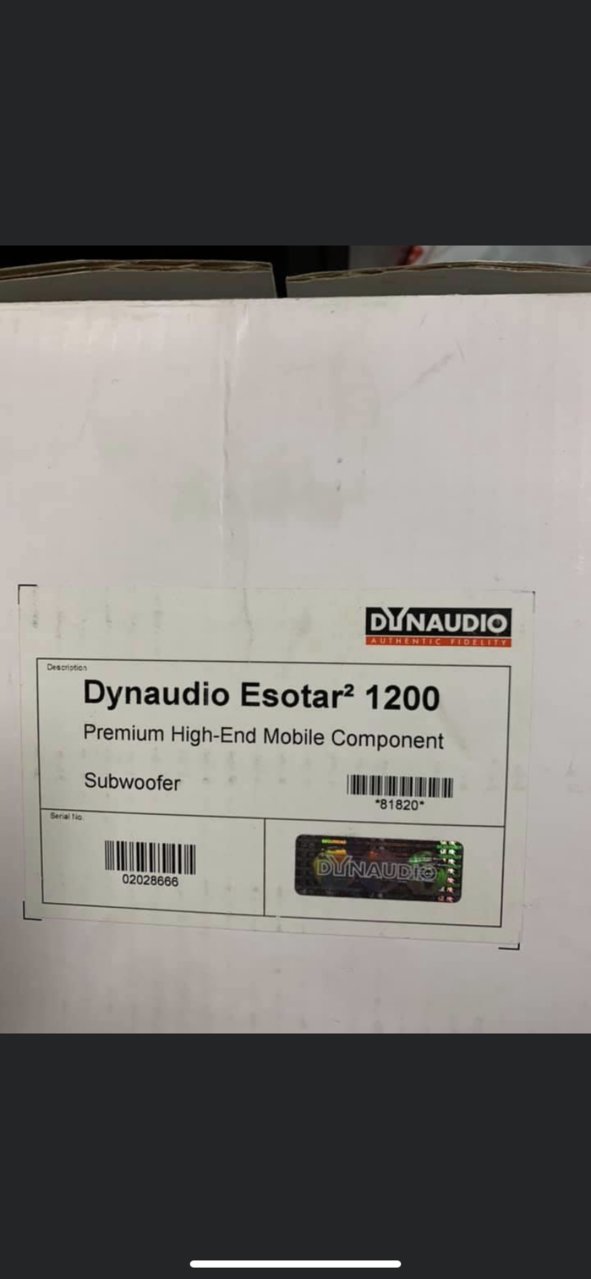 DYNAUDIO
AUTHENTIC FIDELITY
Description
Dynaudio Esotar² 1200
Premium High-End Mobile Component
Subwoofer
*81820*
Serial No.
02028666
DYNAUDIO